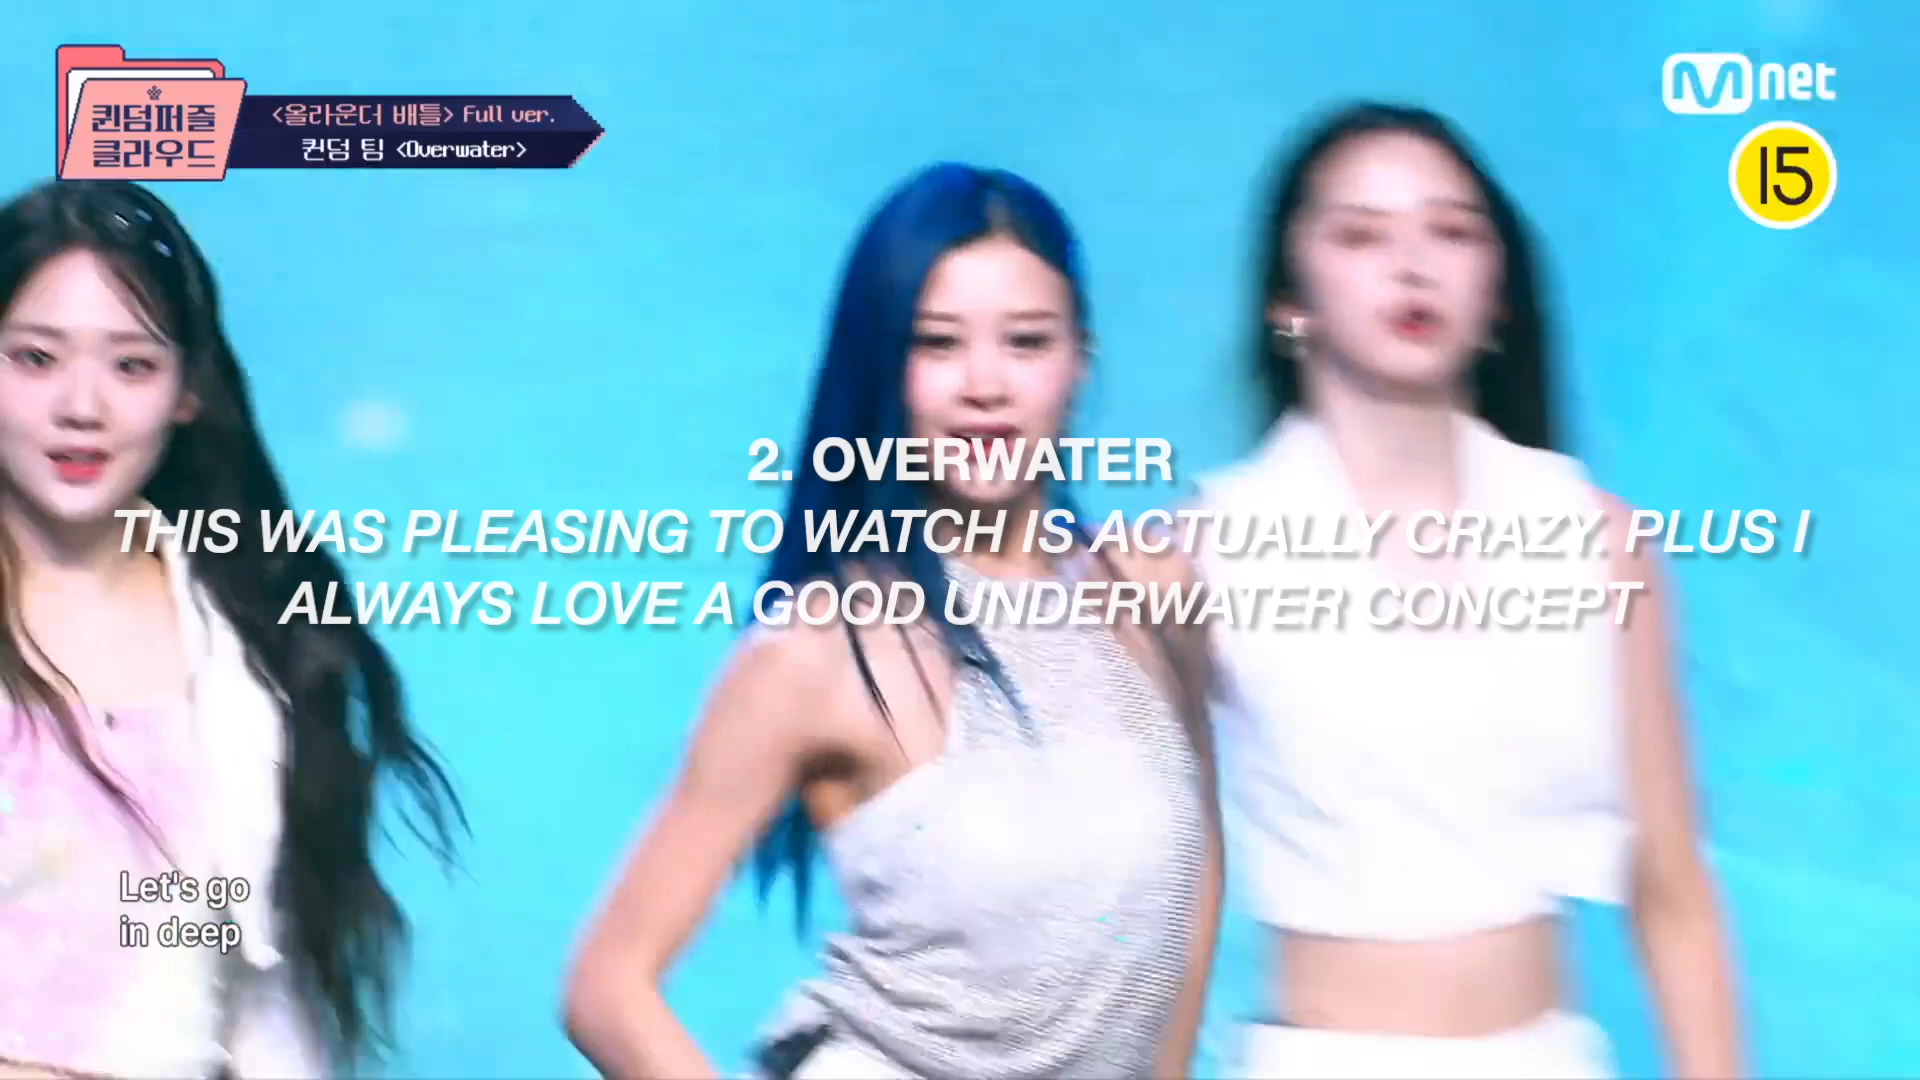 퀸덤퍼즐
클라우드
<올라운더 배틀> Full ver.
퀸덤 팀 <Overwater>
Mnet
15
2. OVERWATER
THIS WAS PLEASING TO WATCH IS ACTUALLY CRAZY. PLUS I
ALWAYS LOVE A GOOD UNDERWATER CONCEPT
Let's go
in deep